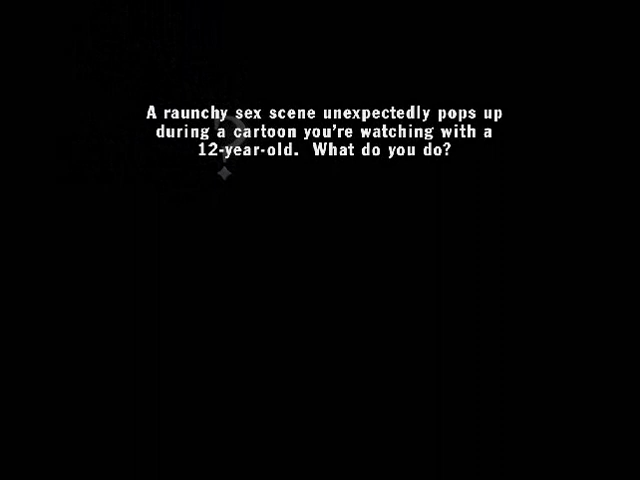 A raunchy sex scene unexpectedly pops up
during a cartoon you're watching with a
12-year-old. What do you do?